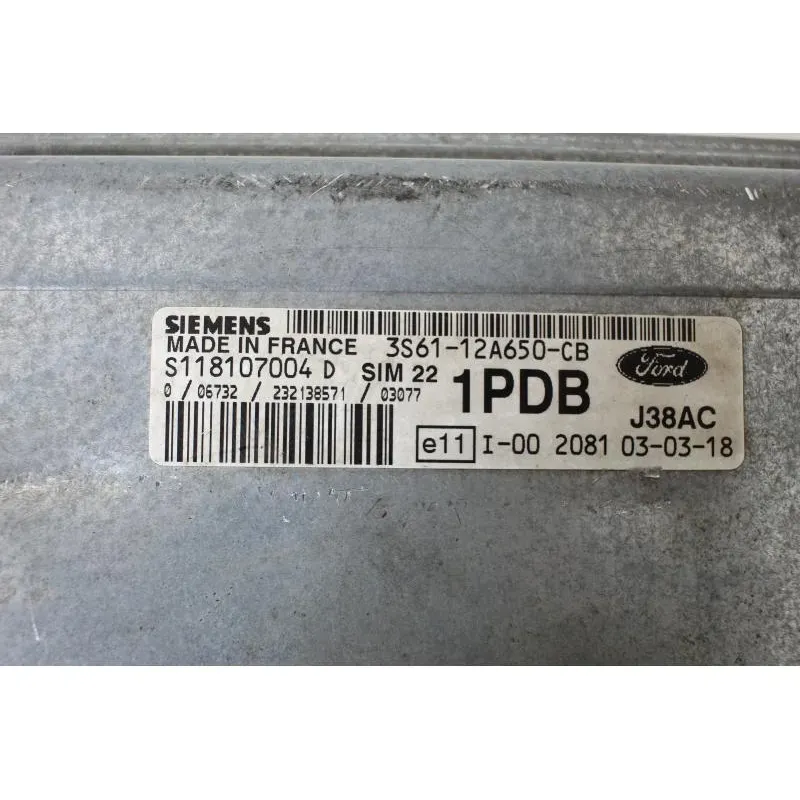 SIEMENS
MADE IN FRANCE 3S61-12A650-CB
S118107004 D SIM 22 1PDB Ford
0 / 06732 / 232138571 / 03077
J38AC
e11 I-00 2081 03-03-18